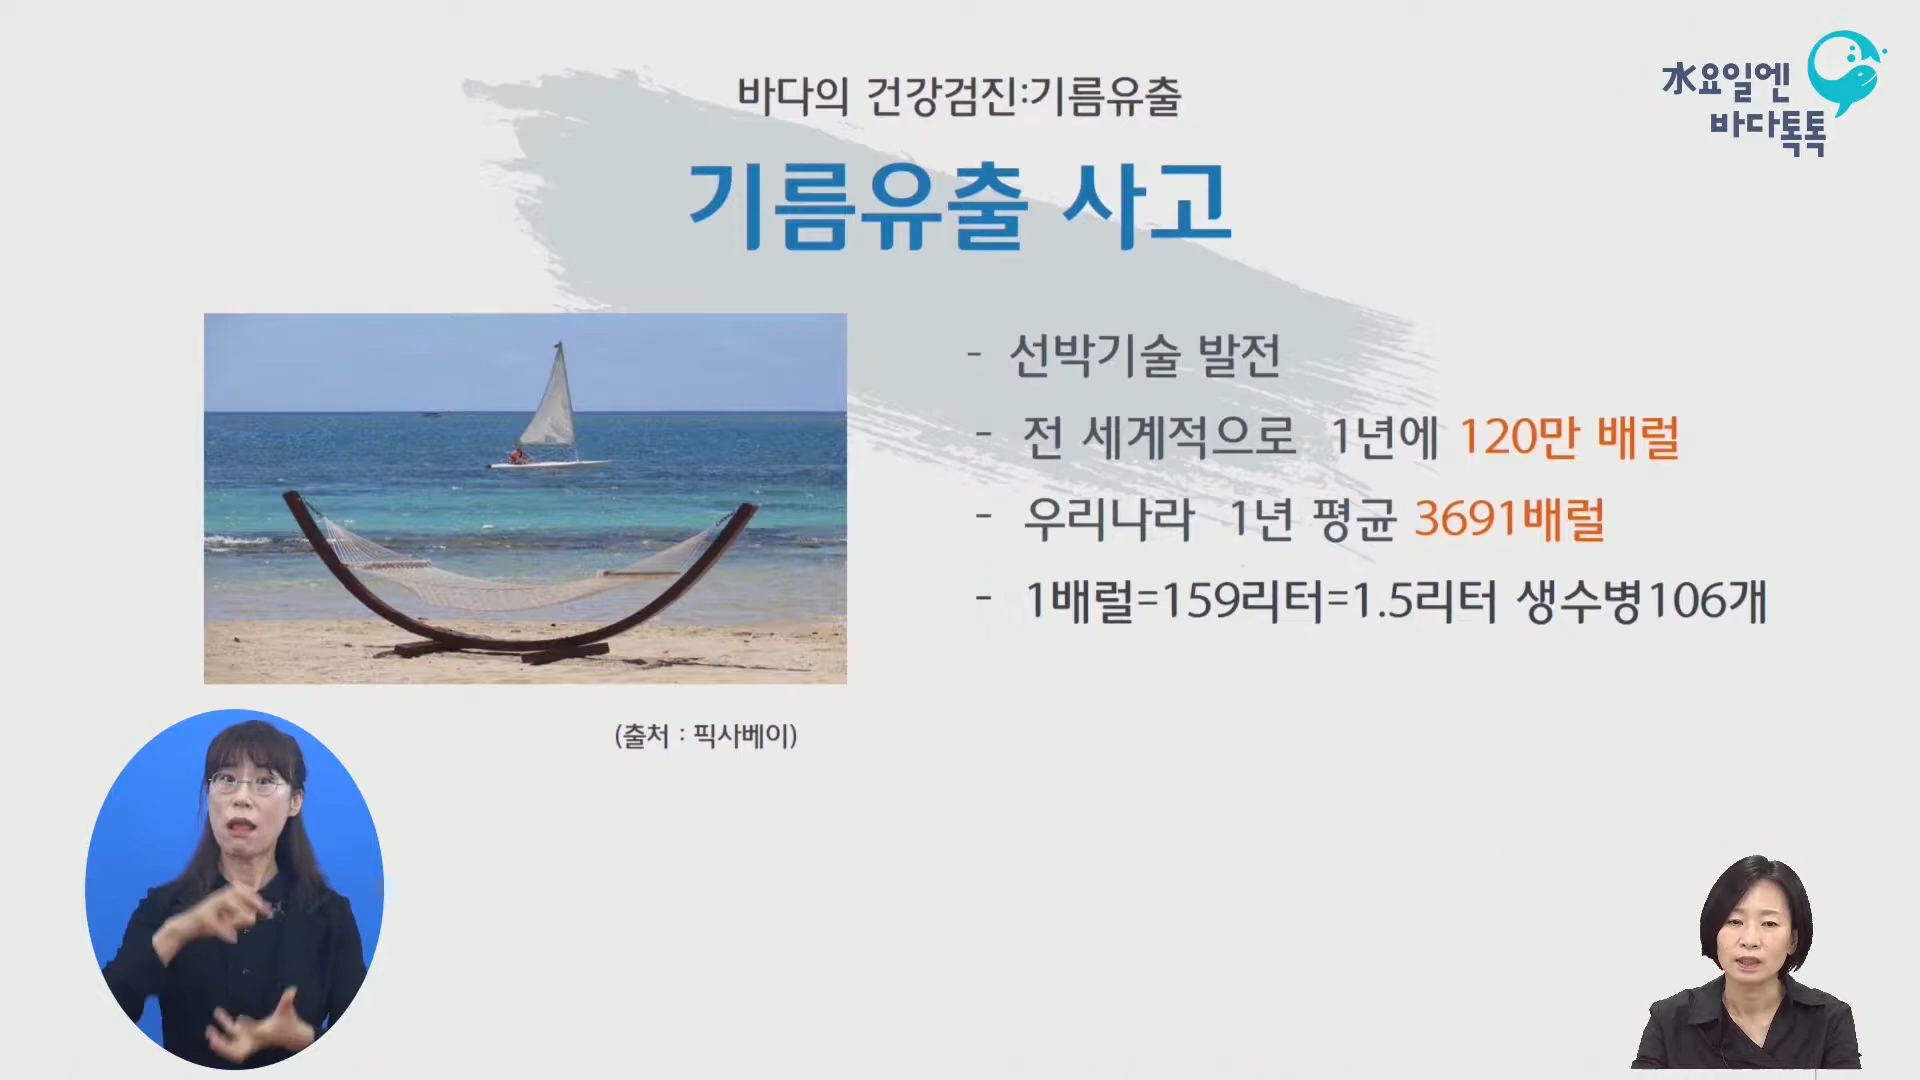 바다의 건강검진:기름유출
水요일엔
바다톡톡
기름유출 사고
- 선박기술 발전
- 전 세계적으로 1년에 120만 배럴
- 우리나라 1년 평균 3691배럴
- 1배럴=159리터=1.5리터 생수병106개
(출처 : 픽사베이)